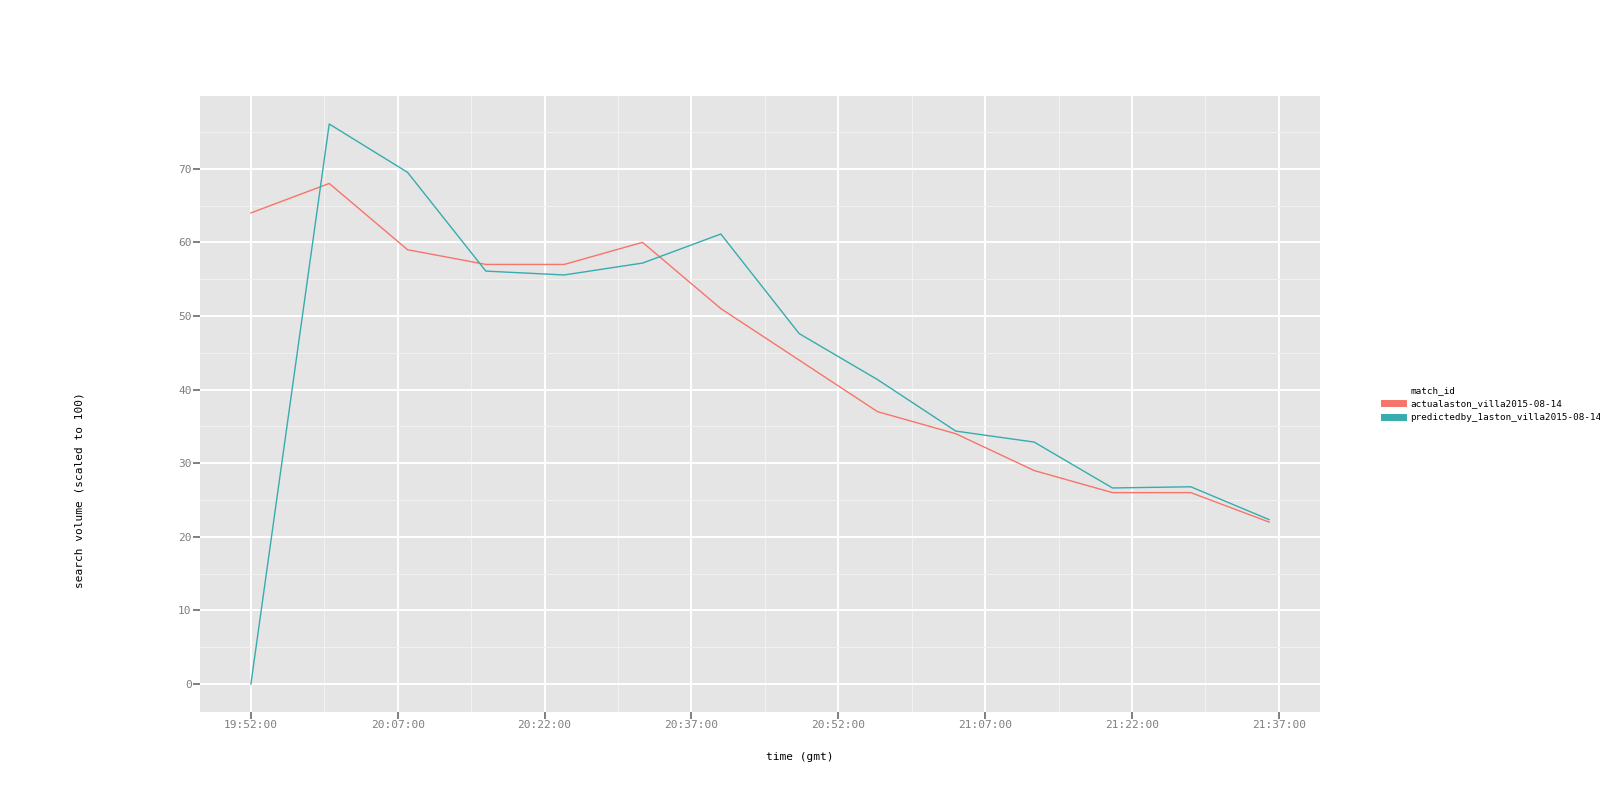 70
60
50
40
30
20
10
0
search volume (scaled to 100)
19:52:00 20:07:00 20:22:00 20:37:00 20:52:00 21:07:00 21:22:00 21:37:00
time (gmt)
match_id
actualaston_villa2015-08-14
predictedby_1aston_villa2015-08-14